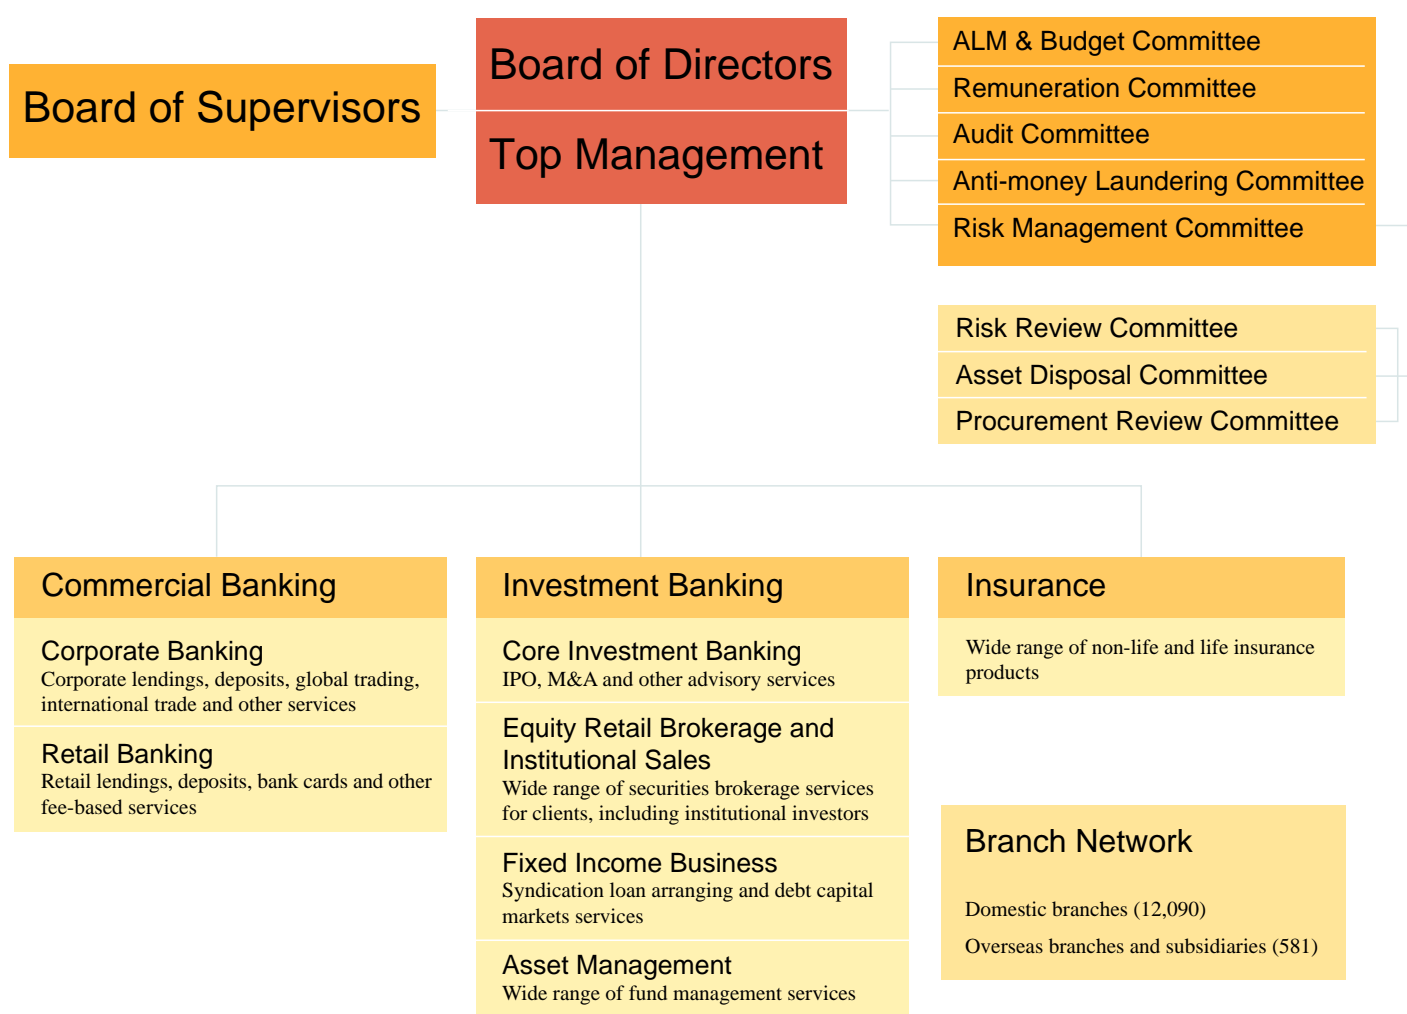 Board of Supervisors
Board of Directors
Top Management
ALM & Budget Committee
Remuneration Committee
Audit Committee
Anti-money Laundering Committee
Risk Management Committee
Risk Review Committee
Asset Disposal Committee
Procurement Review Committee
Commercial Banking
Corporate Banking
Corporate lendings, deposits, global trading,
international trade and other services
Retail Banking
Retail lendings, deposits, bank cards and other
fee-based services
Investment Banking
Core Investment Banking
IPO, M&A and other advisory services
Equity Retail Brokerage and
Institutional Sales
Wide range of securities brokerage services
for clients, including institutional investors
Fixed Income Business
Syndication loan arranging and debt capital
markets services
Asset Management
Wide range of fund management services
Insurance
Wide range of non-life and life insurance
products
Branch Network
Domestic branches (12,090)
Overseas branches and subsidiaries (581)